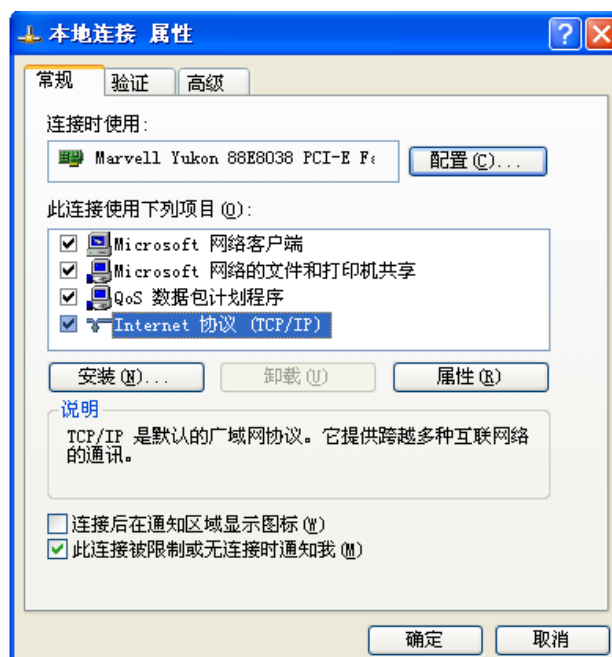 本地连接 属性
常规 验证 高级
连接时使用:
Marvell Yukon 88E8038 PCI-E
配置(C)...
此连接使用下列项目(O):
Microsoft 网络客户端
Microsoft 网络的文件和打印机共享
QoS 数据包计划程序
Internet 协议 (TCP/IP)
安装(N)... 卸载(U) 属性(R)
说明
TCP/IP 是默认的广域网协议。它提供跨越多种互联网络
的通讯。
连接后在通知区域显示图标(W)
此连接被限制或无连接时通知我(M)
确定 取消